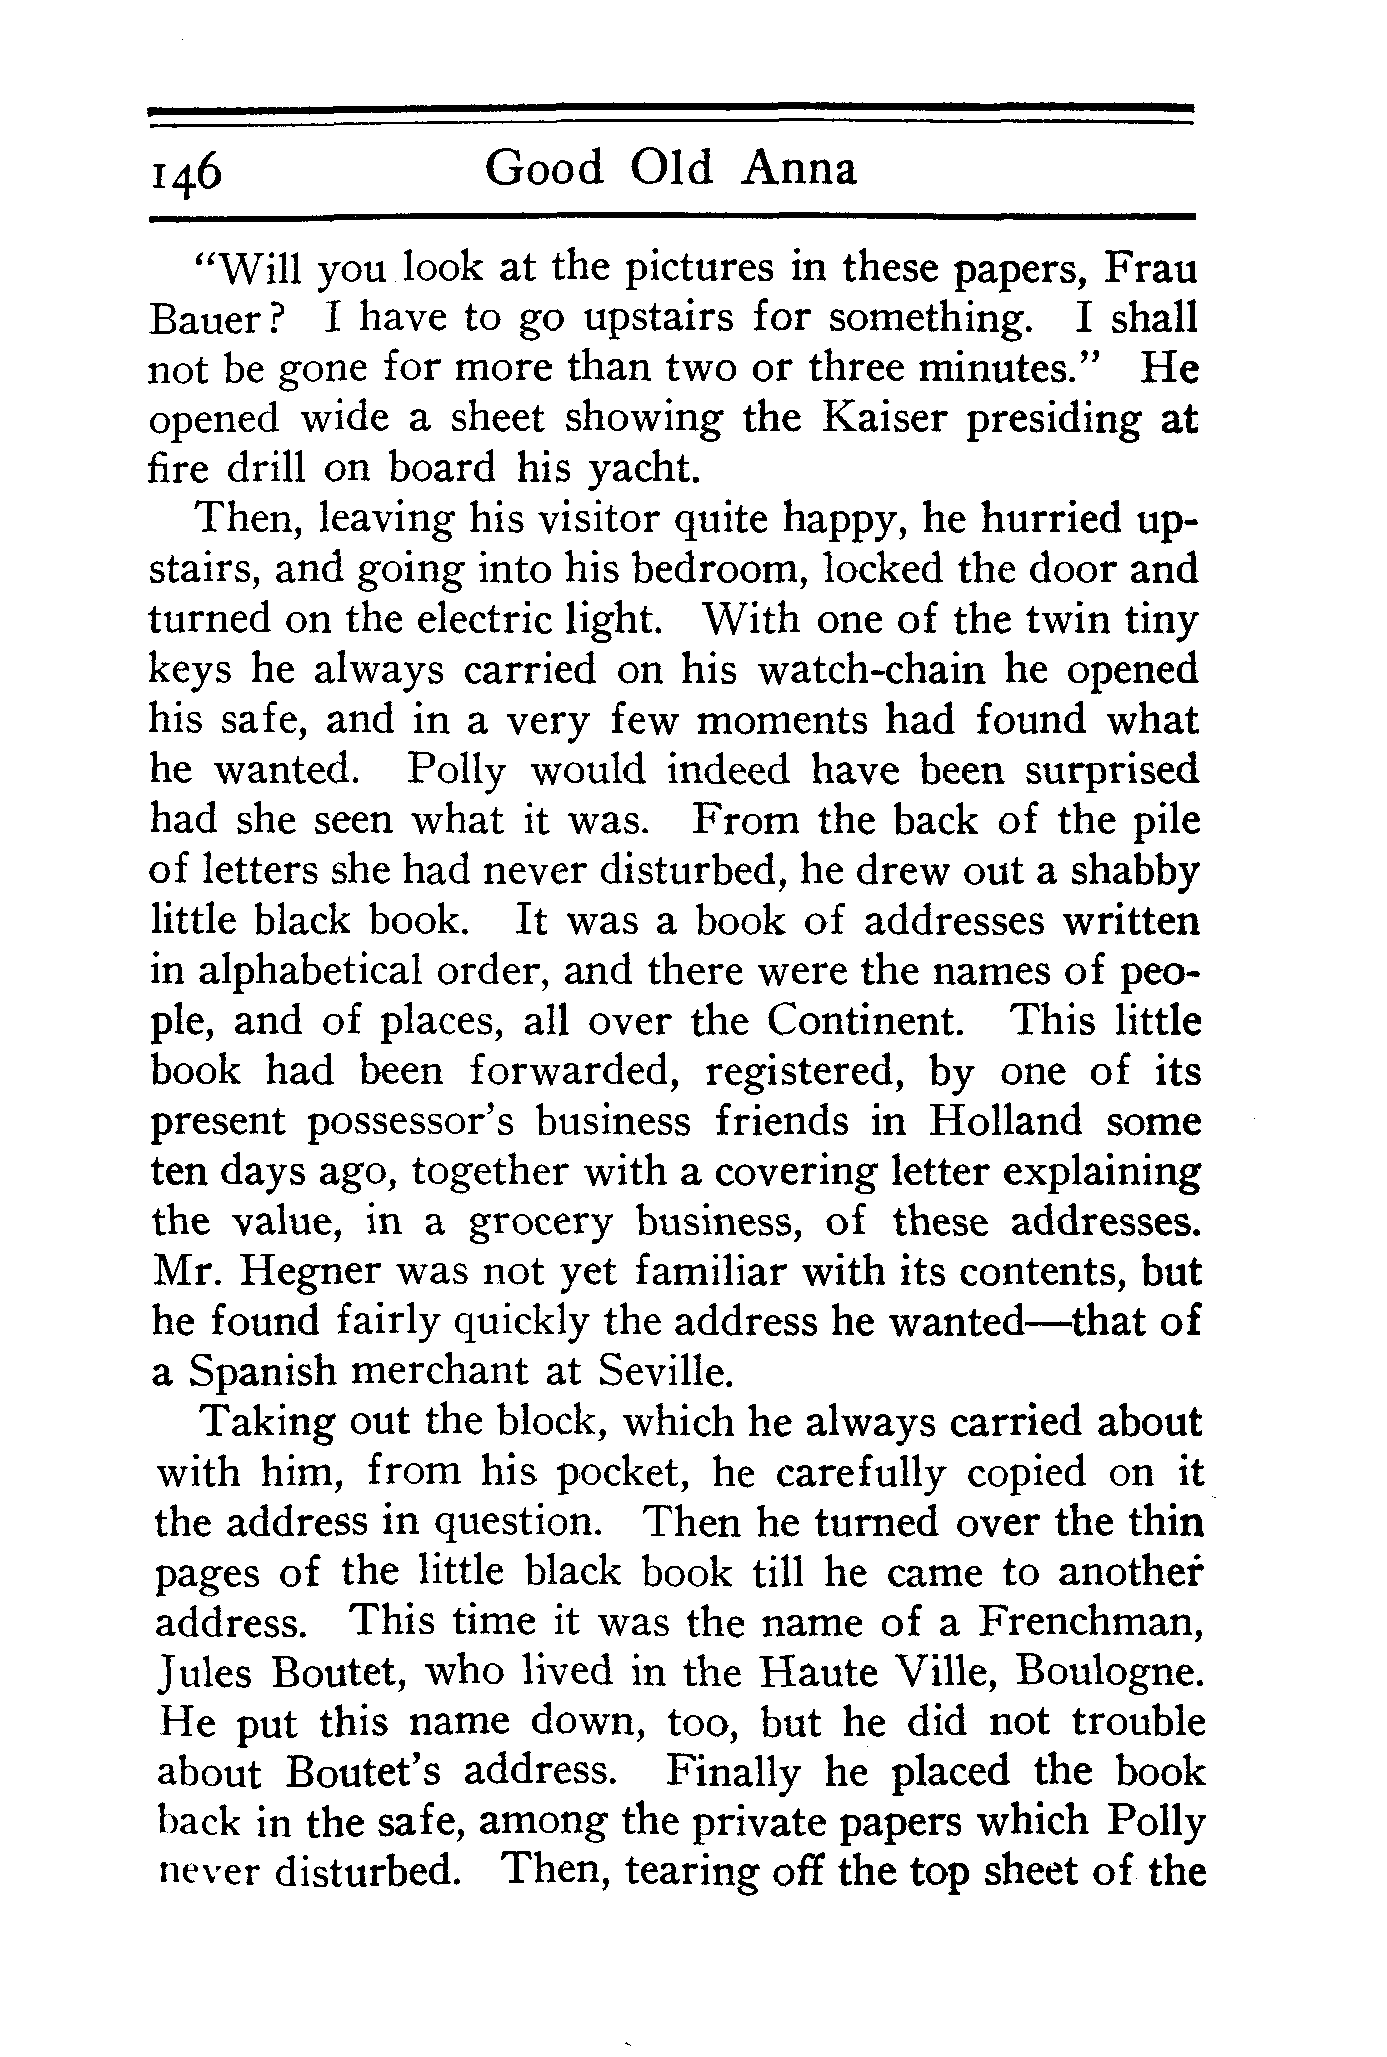 146 Good Old Anna
“Will you look at the pictures in these papers, Frau
Bauer? I have to go upstairs for something. I shall
not be gone for more than two or three minutes.” He
opened wide a sheet showing the Kaiser presiding at
fire drill on board his yacht.
Then, leaving his visitor quite happy, he hurried up-
stairs, and going into his bedroom, locked the door and
turned on the electric light. With one of the twin tiny
keys he always carried on his watch-chain he opened
his safe, and in a very few moments had found what
he wanted. Polly would indeed have been surprised
had she seen what it was. From the back of the pile
of letters she had never disturbed, he drew out a shabby
little black book. It was a book of addresses written
in alphabetical order, and there were the names of peo-
ple, and of places, all over the Continent. This little
book had been forwarded, registered, by one of its
present possessor’s business friends in Holland some
ten days ago, together with a covering letter explaining
the value, in a grocery business, of these addresses.
Mr. Hegner was not yet familiar with its contents, but
he found fairly quickly the address he wanted—that of
a Spanish merchant at Seville.
Taking out the block, which he always carried about
with him, from his pocket, he carefully copied on it
the address in question. Then he turned over the thin
pages of the little black book till he came to another
address. This time it was the name of a Frenchman,
Jules Boutet, who lived in the Haute Ville, Boulogne.
He put this name down, too, but he did not trouble
about Boutet’s address. Finally he placed the book
back in the safe, among the private papers which Polly
never disturbed. Then, tearing off the top sheet of the